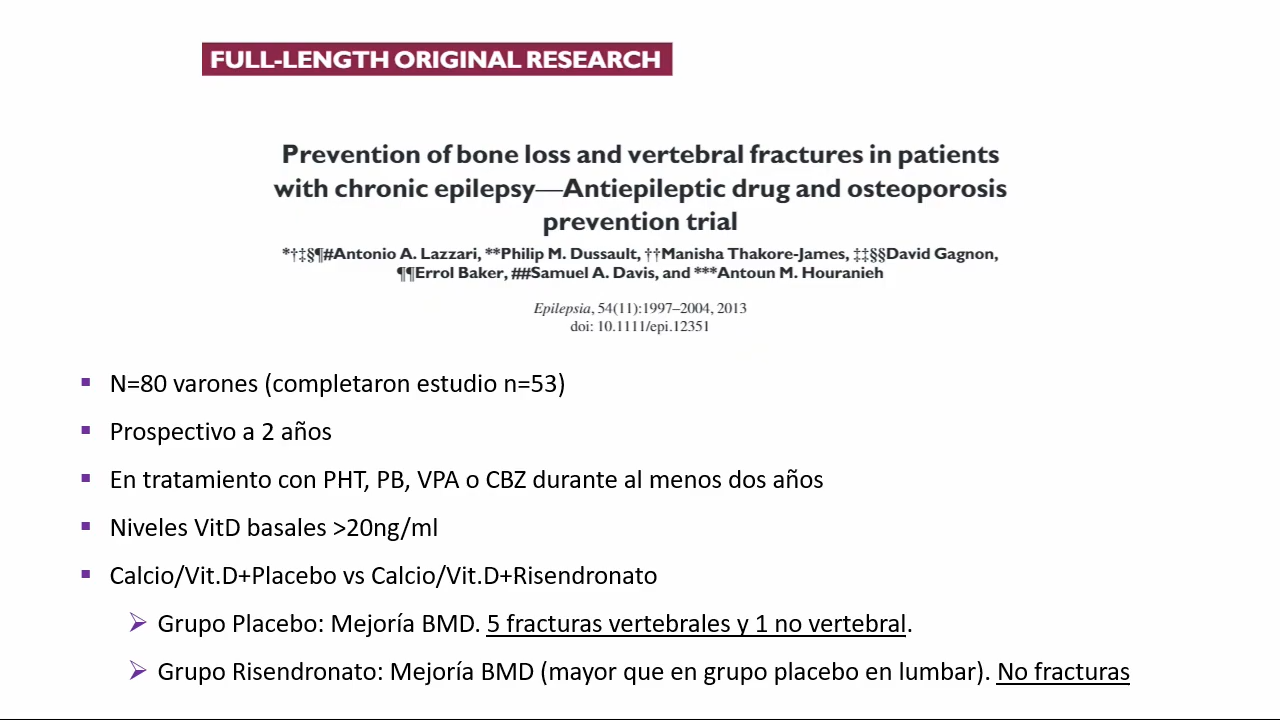 FULL-LENGTH ORIGINAL RESEARCH
Prevention of bone loss and vertebral fractures in patients
with chronic epilepsy—Antiepileptic drug and osteoporosis
prevention trial
*†‡§¶#Antonio A. Lazzari, **Philip M. Dussault, ††Manisha Thakore-James, ‡‡§§David Gagnon,
¶¶Errol Baker, ##Samuel A. Davis, and ***Antoun M. Houranieh
Epilepsia, 54(11):1997–2004, 2013
doi: 10.1111/epi.12351
▪ N=80 varones (completaron estudio n=53)
▪ Prospectivo a 2 años
▪ En tratamiento con PHT, PB, VPA o CBZ durante al menos dos años
▪ Niveles VitD basales >20ng/ml
▪ Calcio/Vit.D+Placebo vs Calcio/Vit.D+Risendronato
➢ Grupo Placebo: Mejoría BMD. 5 fracturas vertebrales y 1 no vertebral.
➢ Grupo Risendronato: Mejoría BMD (mayor que en grupo placebo en lumbar). No fracturas